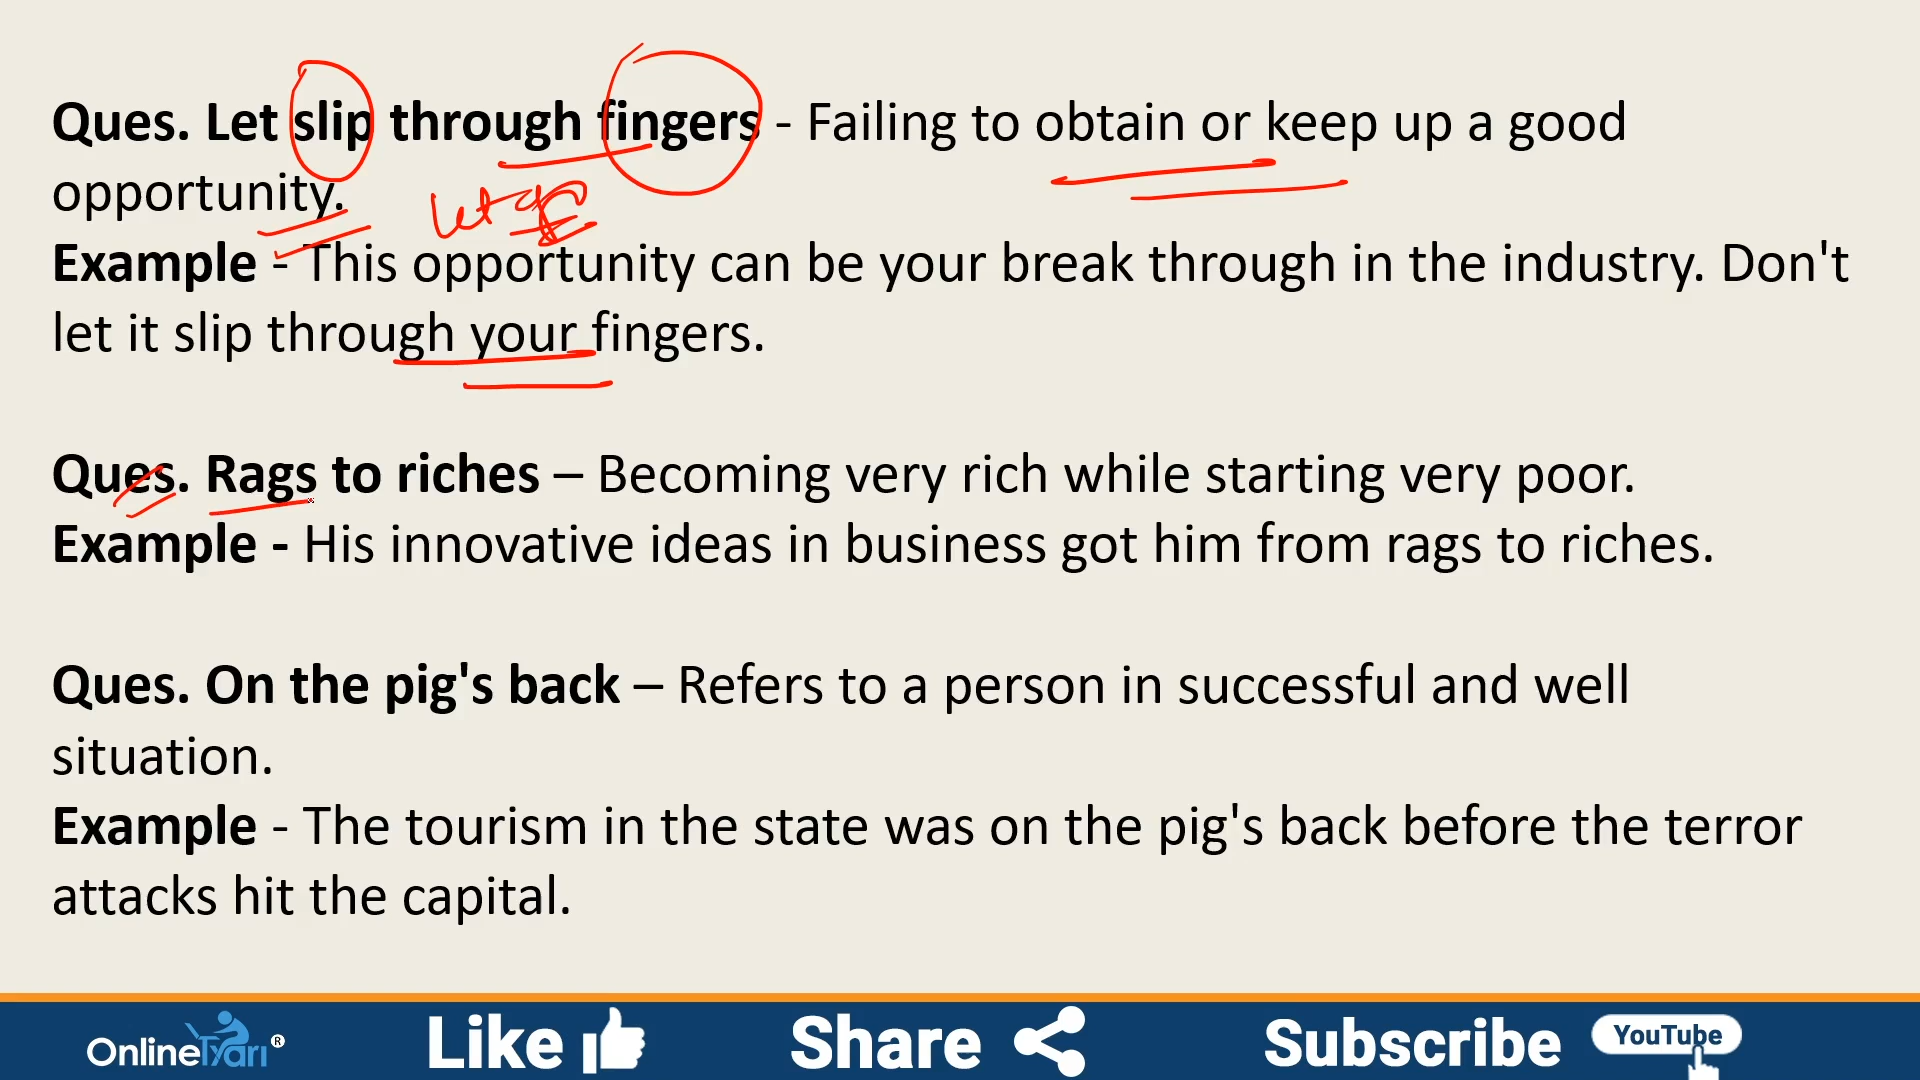 Ques. Let slip through fingers - Failing to obtain or keep up a good
opportunity.
Let go
Example - This opportunity can be your break through in the industry. Don't
let it slip through your fingers.
Ques. Rags to riches – Becoming very rich while starting very poor.
Example - His innovative ideas in business got him from rags to riches.
Ques. On the pig's back – Refers to a person in successful and well
situation.
Example - The tourism in the state was on the pig's back before the terror
attacks hit the capital.
OnlineTyari ®
Like
Share
Subscribe
YouTube